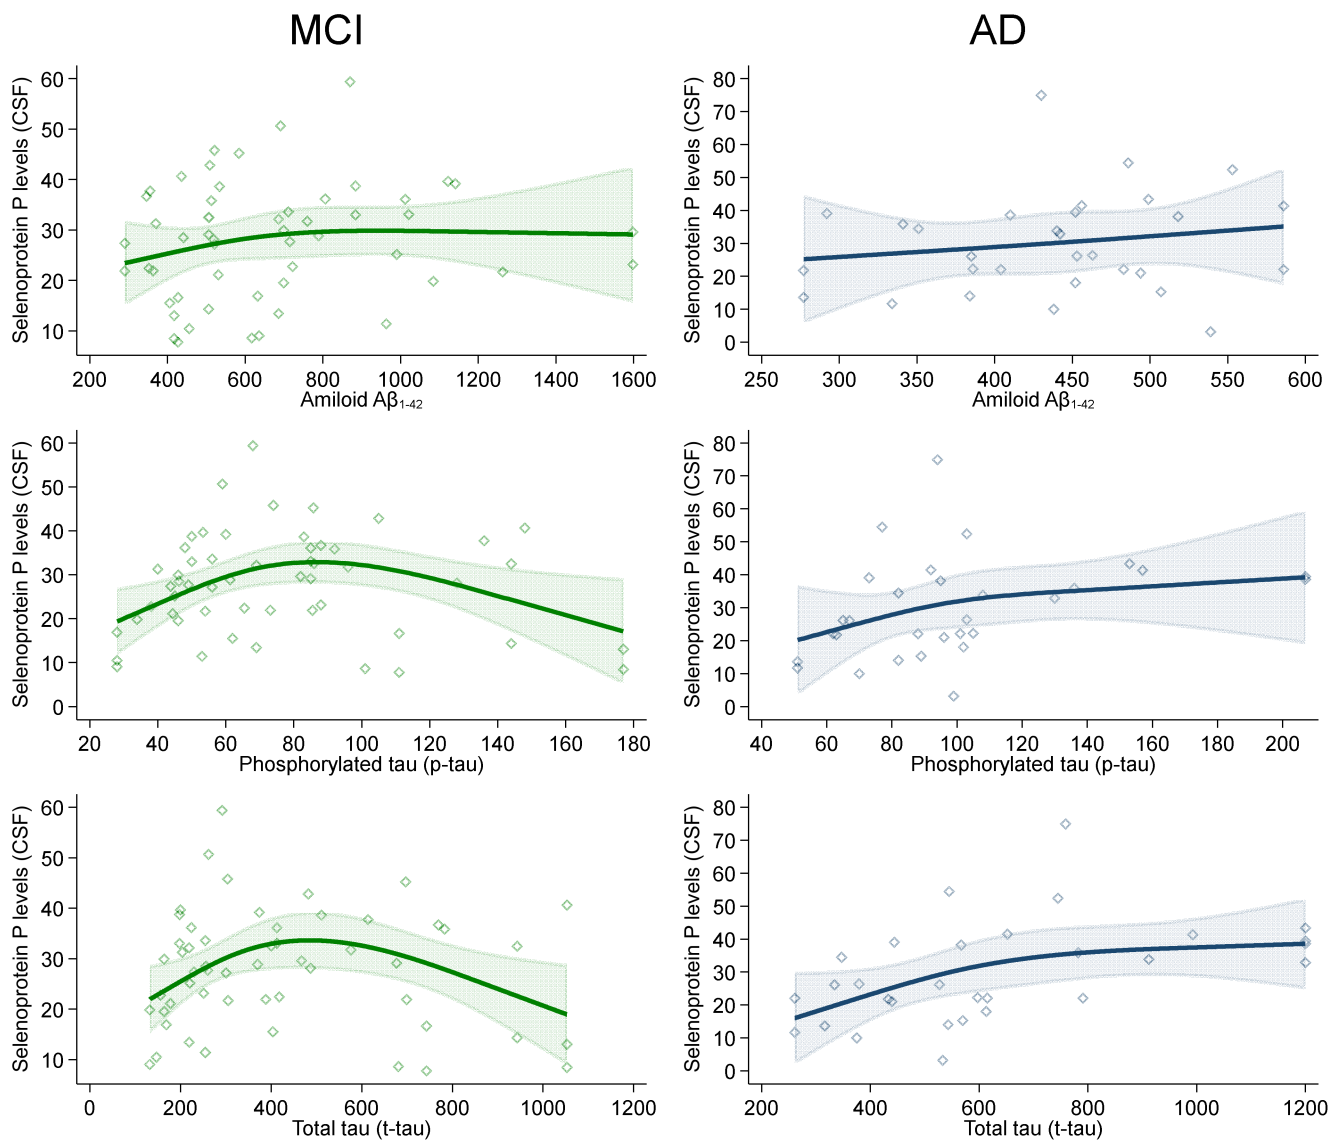 MCI AD
Selenoprotein P levels (CSF)
60
50
40
30
20
10
200 400 600 800 1000 1200 1400 1600
Amiloid Aβ₁₋₄₂
Selenoprotein P levels (CSF)
80
70
60
50
40
30
20
10
0
250 300 350 400 450 500 550 600
Amiloid Aβ₁₋₄₂
Selenoprotein P levels (CSF)
60
50
40
30
20
10
0
20 40 60 80 100 120 140 160 180
Phosphorylated tau (p-tau)
Selenoprotein P levels (CSF)
80
70
60
50
40
30
20
10
0
40 60 80 100 120 140 160 180 200
Phosphorylated tau (p-tau)
Selenoprotein P levels (CSF)
60
50
40
30
20
10
0 200 400 600 800 1000 1200
Total tau (t-tau)
Selenoprotein P levels (CSF)
80
70
60
50
40
30
20
10
0
200 400 600 800 1000 1200
Total tau (t-tau)